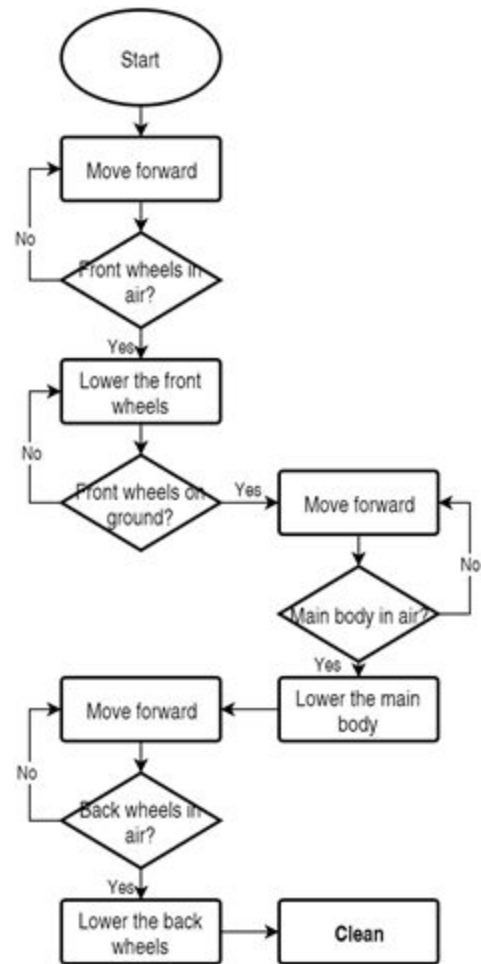 Start
Move forward
No
Front wheels in
air?
Yes
Lower the front
wheels
No
Front wheels on
ground?
Yes
Move forward
No
Main body in air?
Yes
Lower the main
body
Move forward
No
Back wheels in
air?
Yes
Lower the back
wheels
Clean